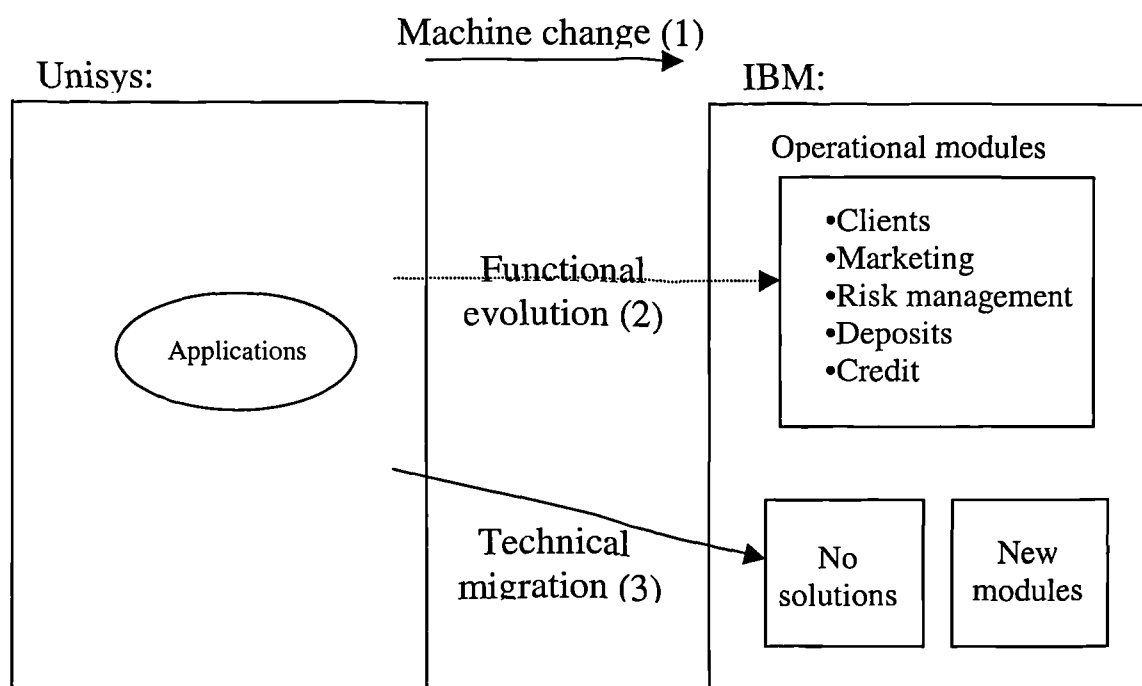 Machine change (1)
Unisys:
IBM:
Operational modules
•Clients
•Marketing
•Risk management
•Deposits
•Credit
Functional
evolution (2)
Applications
Technical
migration (3)
No
solutions
New
modules